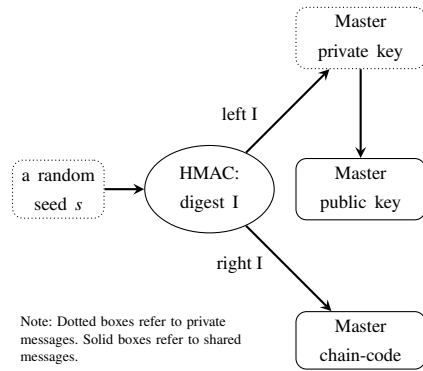 Master
private key
left I
a random
seed s
HMAC:
digest I
Master
public key
right I
Note: Dotted boxes refer to private
messages. Solid boxes refer to shared
messages.
Master
chain-code